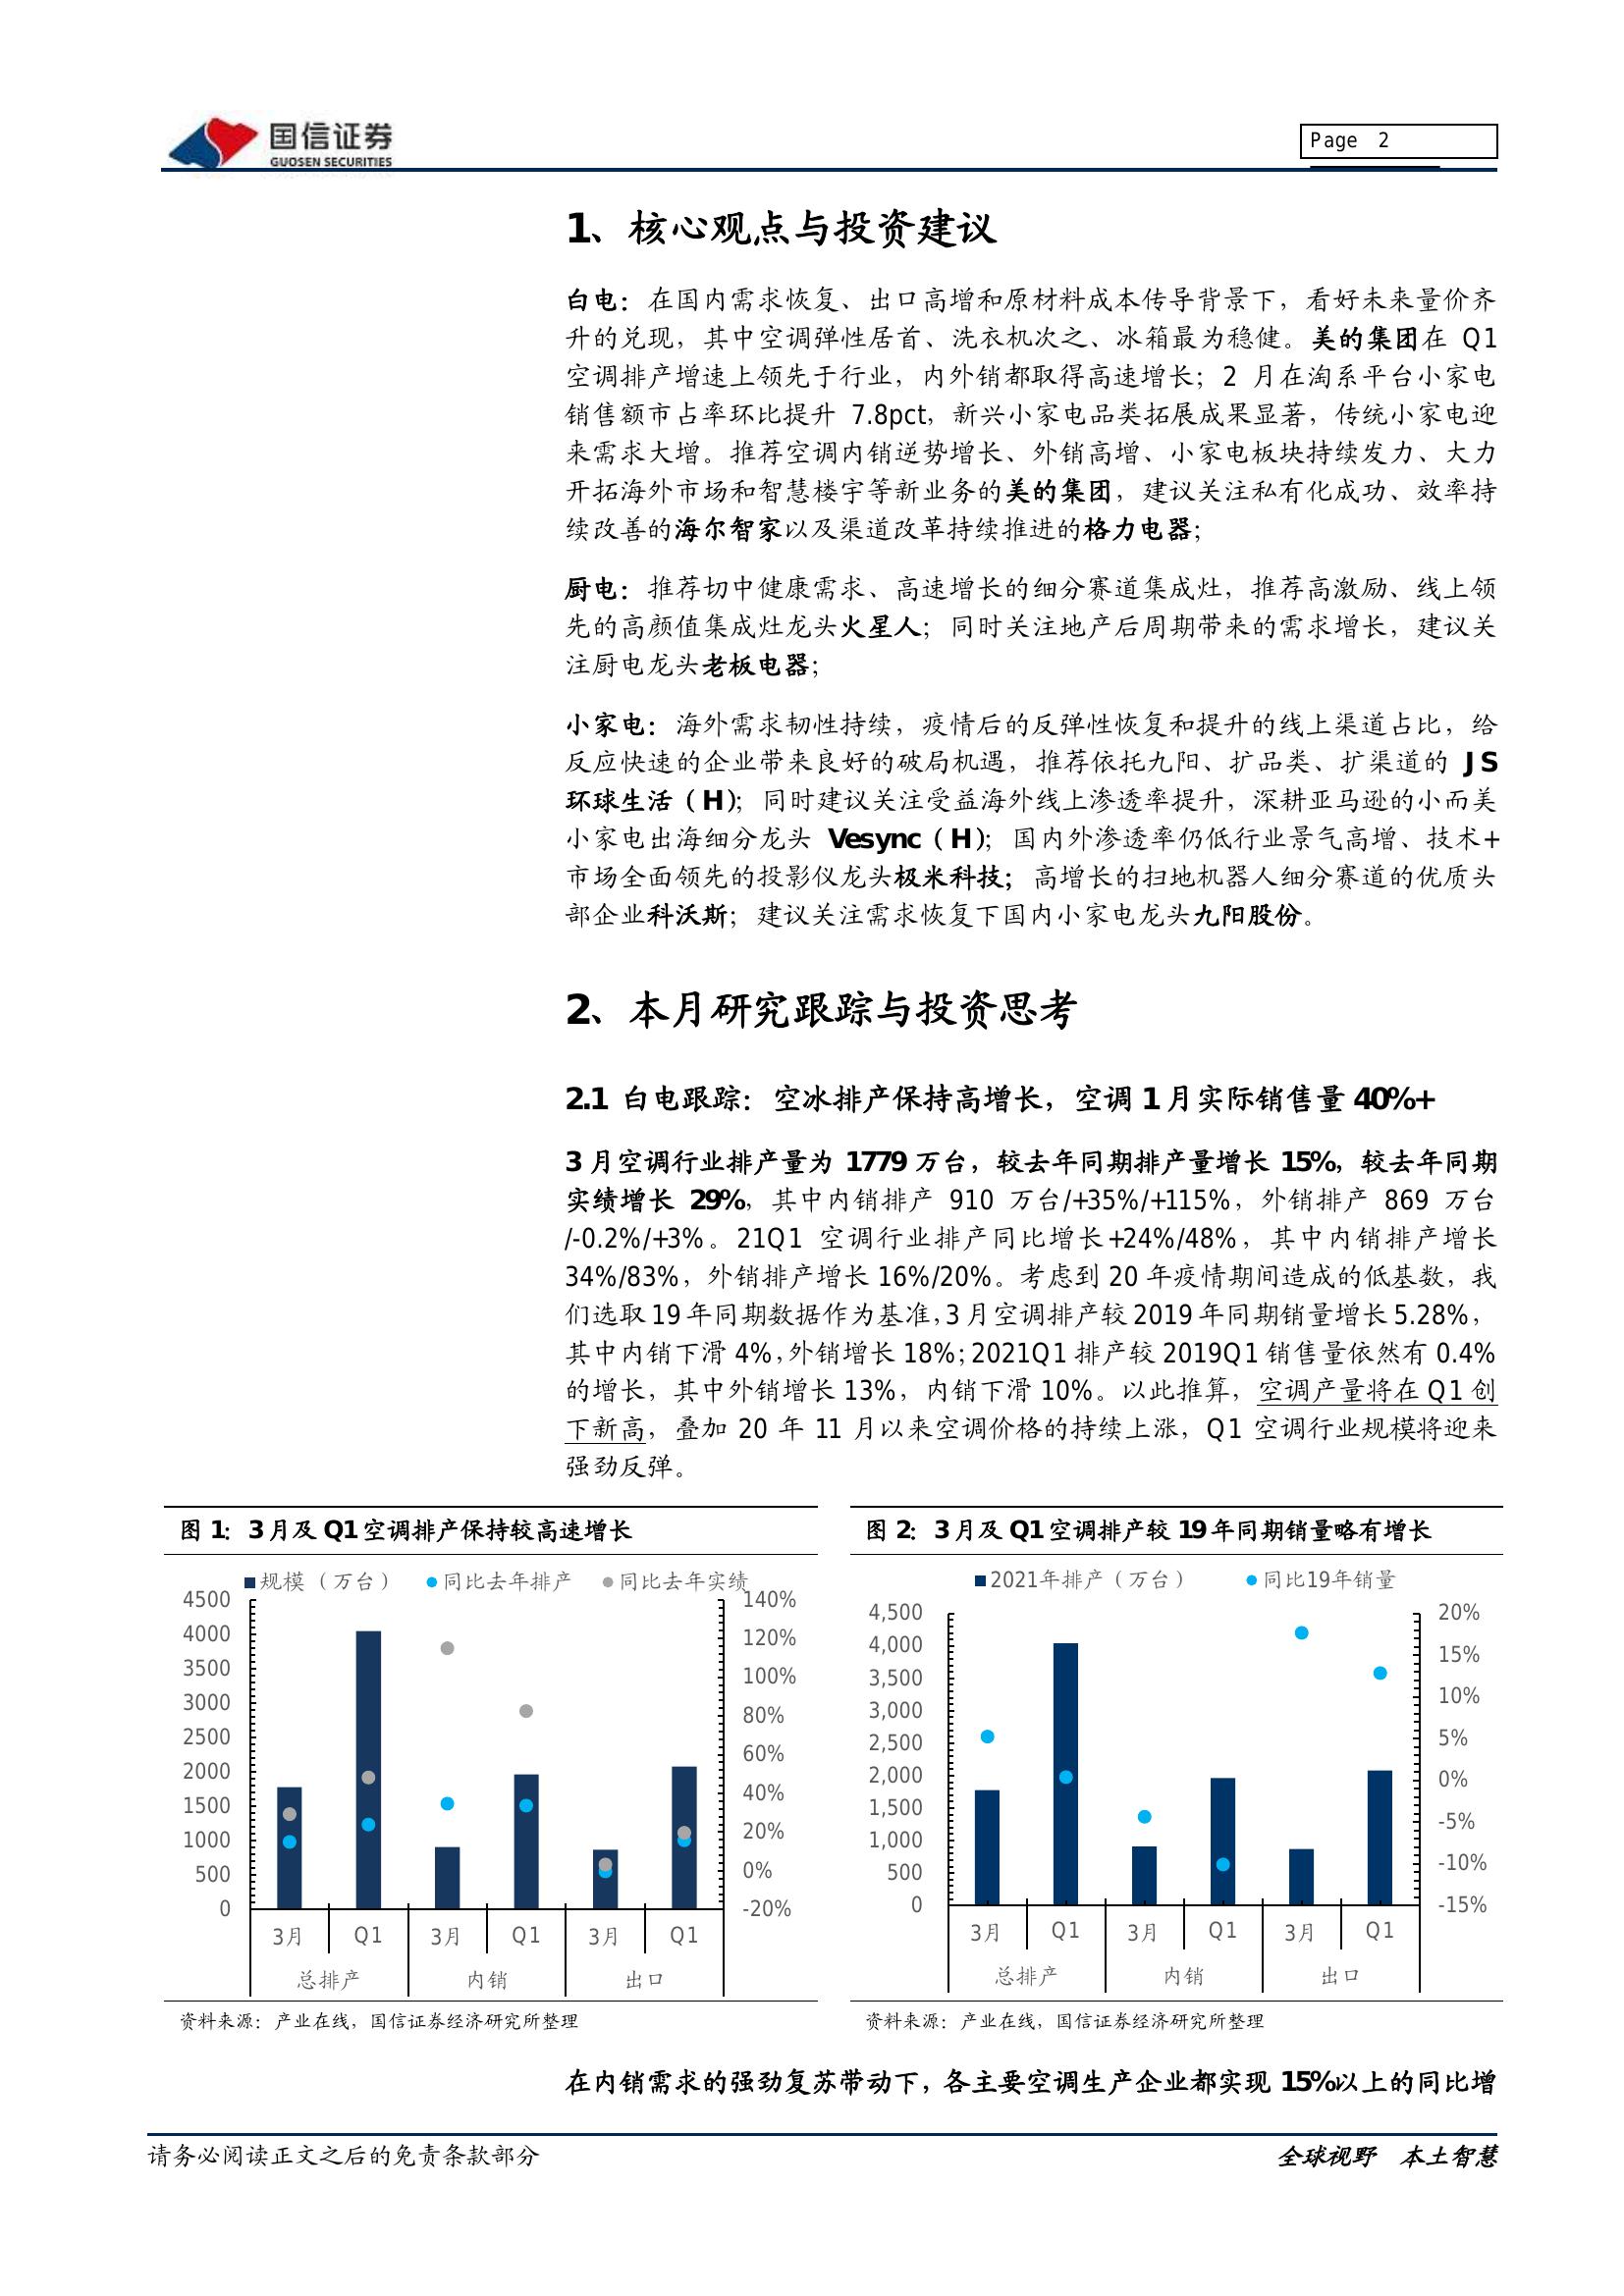 国信证券
GUOSEN SECURITIES
Page 2
1、核心观点与投资建议
白电：在国内需求恢复、出口高增和原材料成本传导背景下，看好未来量价齐
升的兑现，其中空调弹性居首、洗衣机次之、冰箱最为稳健。美的集团在 Q1
空调排产增速上领先于行业，内外销都取得高速增长；2 月在淘系平台小家电
销售额市占率环比提升 7.8pct，新兴小家电品类拓展成果显著，传统小家电迎
来需求大增。推荐空调内销逆势增长、外销高增、小家电板块持续发力、大力
开拓海外市场和智慧楼宇等新业务的美的集团，建议关注私有化成功、效率持
续改善的海尔智家以及渠道改革持续推进的格力电器；
厨电：推荐切中健康需求、高速增长的细分赛道集成灶，推荐高激励、线上领
先的高颜值集成灶龙头火星人；同时关注地产后周期带来的需求增长，建议关
注厨电龙头老板电器；
小家电：海外需求韧性持续，疫情后的反弹性恢复和提升的线上渠道占比，给
反应快速的企业带来良好的破局机遇，推荐依托九阳、扩品类、扩渠道的 JS
环球生活（H）；同时建议关注受益海外线上渗透率提升，深耕亚马逊的小而美
小家电出海细分龙头 Vesync（H）；国内外渗透率仍低行业景气高增、技术+
市场全面领先的投影仪龙头极米科技；高增长的扫地机器人细分赛道的优质头
部企业科沃斯；建议关注需求恢复下国内小家电龙头九阳股份。
2、本月研究跟踪与投资思考
2.1 白电跟踪：空冰排产保持高增长，空调 1 月实际销售量 40%+
3 月空调行业排产量为 1779 万台，较去年同期排产量增长 15%，较去年同期
实绩增长 29%，其中内销排产 910 万台/+35%/+115%，外销排产 869 万台
/-0.2%/+3%。21Q1 空调行业排产同比增长+24%/48%，其中内销排产增长
34%/83%，外销排产增长 16%/20%。考虑到 20 年疫情期间造成的低基数，我
们选取 19 年同期数据作为基准，3 月空调排产较 2019 年同期销量增长 5.28%，
其中内销下滑 4%，外销增长 18%；2021Q1 排产较 2019Q1 销售量依然有 0.4%
的增长，其中外销增长 13%，内销下滑 10%。以此推算，空调产量将在 Q1 创
下新高，叠加 20 年 11 月以来空调价格的持续上涨，Q1 空调行业规模将迎来
强劲反弹。
图 1：3 月及 Q1 空调排产保持较高速增长
规模（万台） 同比去年排产 同比去年实绩
4500
4000
3500
3000
2500
2000
1500
1000
500
0
140%
120%
100%
80%
60%
40%
20%
0%
-20%
3月 Q1 3月 Q1 3月 Q1
总排产 内销 出口
资料来源：产业在线，国信证券经济研究所整理
图 2：3 月及 Q1 空调排产较 19 年同期销量略有增长
2021年排产（万台） 同比19年销量
4,500
4,000
3,500
3,000
2,500
2,000
1,500
1,000
500
0
20%
15%
10%
5%
0%
-5%
-10%
-15%
3月 Q1 3月 Q1 3月 Q1
总排产 内销 出口
资料来源：产业在线，国信证券经济研究所整理
在内销需求的强劲复苏带动下，各主要空调生产企业都实现 15%以上的同比增
请务必阅读正文之后的免责条款部分
全球视野 本土智慧